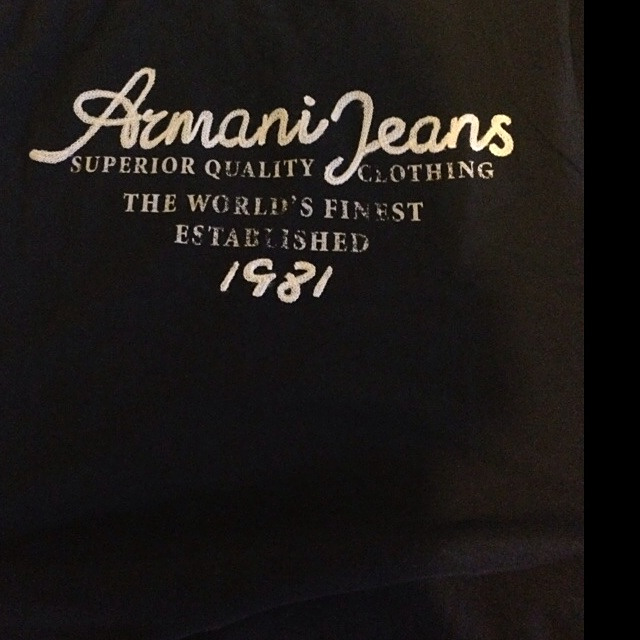 Armani Jeans
SUPERIOR QUALITY CLOTHING
THE WORLD'S FINEST
ESTABLISHED
1981